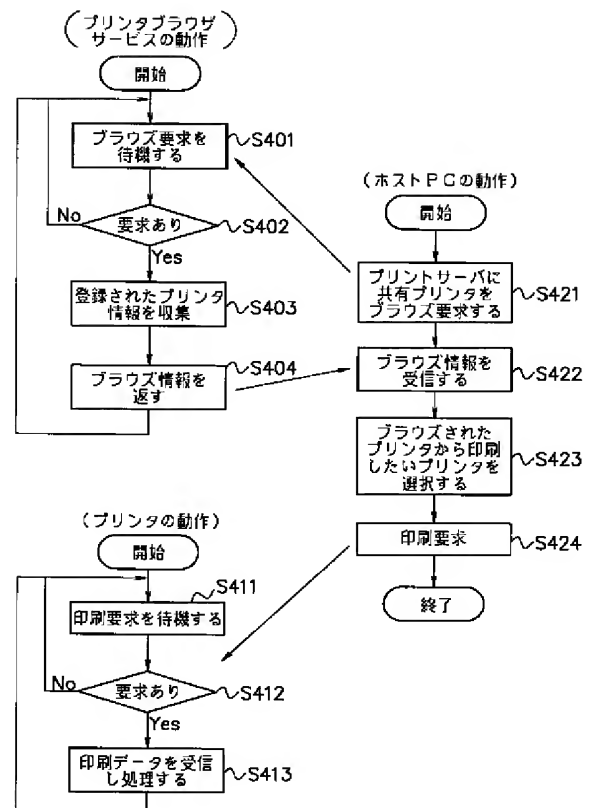 (プリンタブラウザ
サービスの動作)
開始
ブラウズ要求を
待機する
S401
No
要求あり
S402
Yes
登録されたプリンタ
情報を収集
S403
S404
ブラウズ情報を
返す
(ホストPCの動作)
開始
プリントサーバに
共有プリンタを
ブラウズ要求する
S421
ブラウズ情報を
受信する
S422
ブラウズされた
プリンタから印刷
したいプリンタを
選択する
S423
印刷要求
S424
終了
(プリンタの動作)
開始
S411
印刷要求を待機する
No
要求あり
S412
Yes
印刷データを受信
し処理する
S413